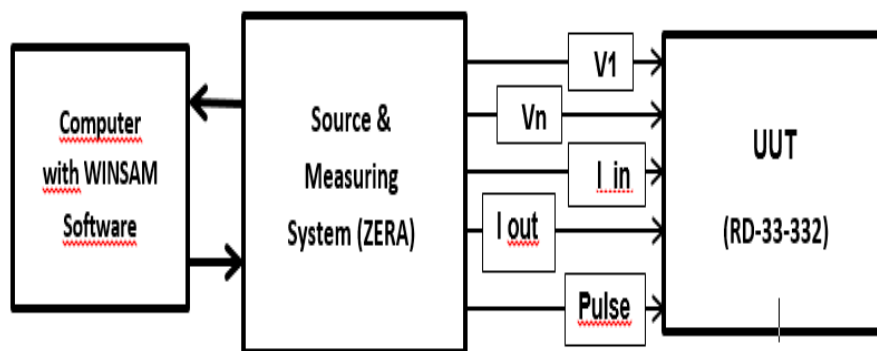 Computer
with WINSAM
Software
Source &
Measuring
System (ZERA)
V1
Vn
I in
I out
Pulse
UUT
(RD-33-332)